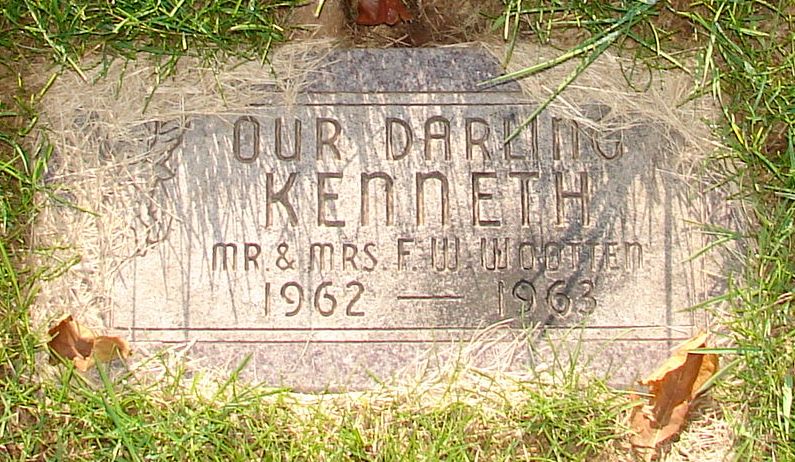 OUR DARLING
KENNETH
MR. & MRS. F. W. WOOTTEN
1962 — 1963